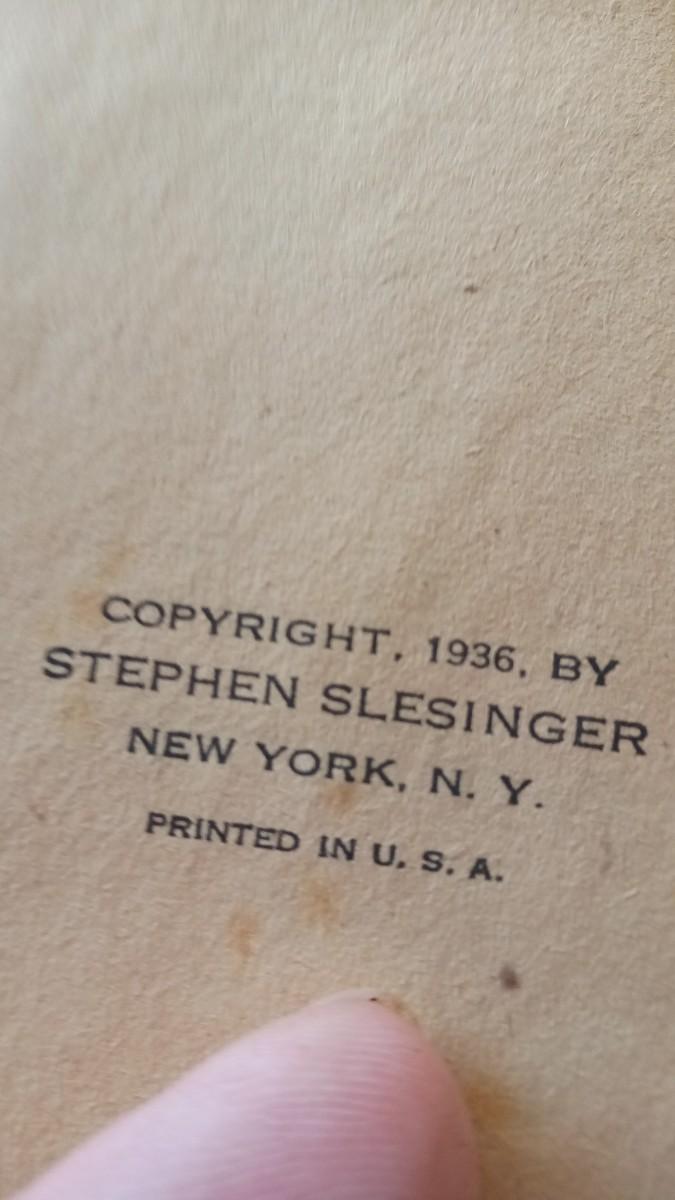 COPYRIGHT, 1936, BY
STEPHEN SLESINGER
NEW YORK, N. Y.
PRINTED IN U. S. A.